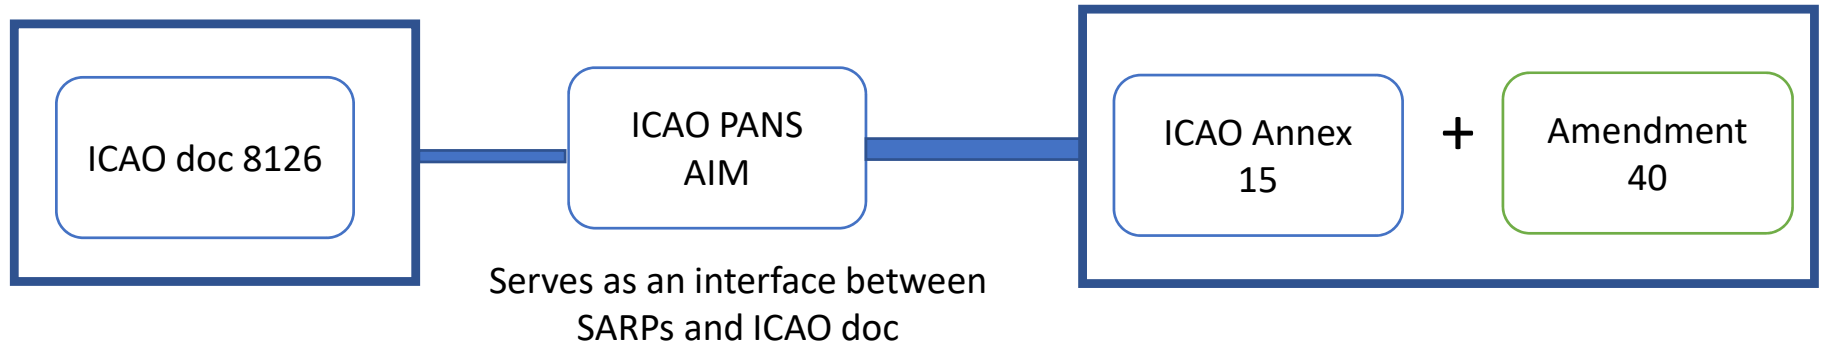 ICAO doc 8126
ICAO PANS
AIM
Serves as an interface between
SARPs and ICAO doc
ICAO Annex
15
+
Amendment
40